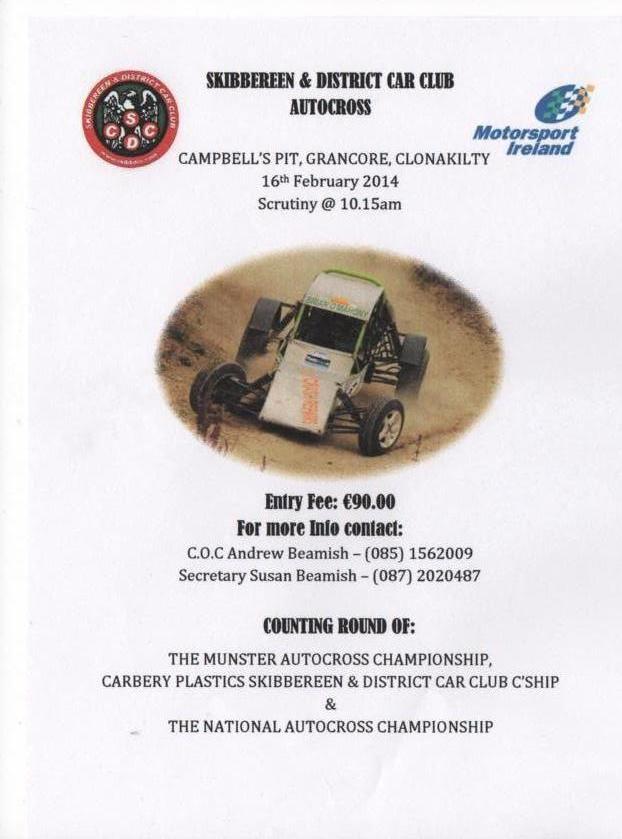 SKIBBEREEN & DISTRICT CAR CLUB
AUTOCROSS
SKIBBEREEN & DISTRICT CAR CLUB
S
C C
D
Motorsport
Ireland
CAMPBELL'S PIT, GRANCORE, CLONAKILTY
16th February 2014
Scrutiny @ 10.15am
BRIAN O'MAHONY
Entry Fee: €90.00
For more Info contact:
C.O.C Andrew Beamish – (085) 1562009
Secretary Susan Beamish – (087) 2020487
COUNTING ROUND OF:
THE MUNSTER AUTOCROSS CHAMPIONSHIP,
CARBERY PLASTICS SKIBBEREEN & DISTRICT CAR CLUB C'SHIP
&
THE NATIONAL AUTOCROSS CHAMPIONSHIP